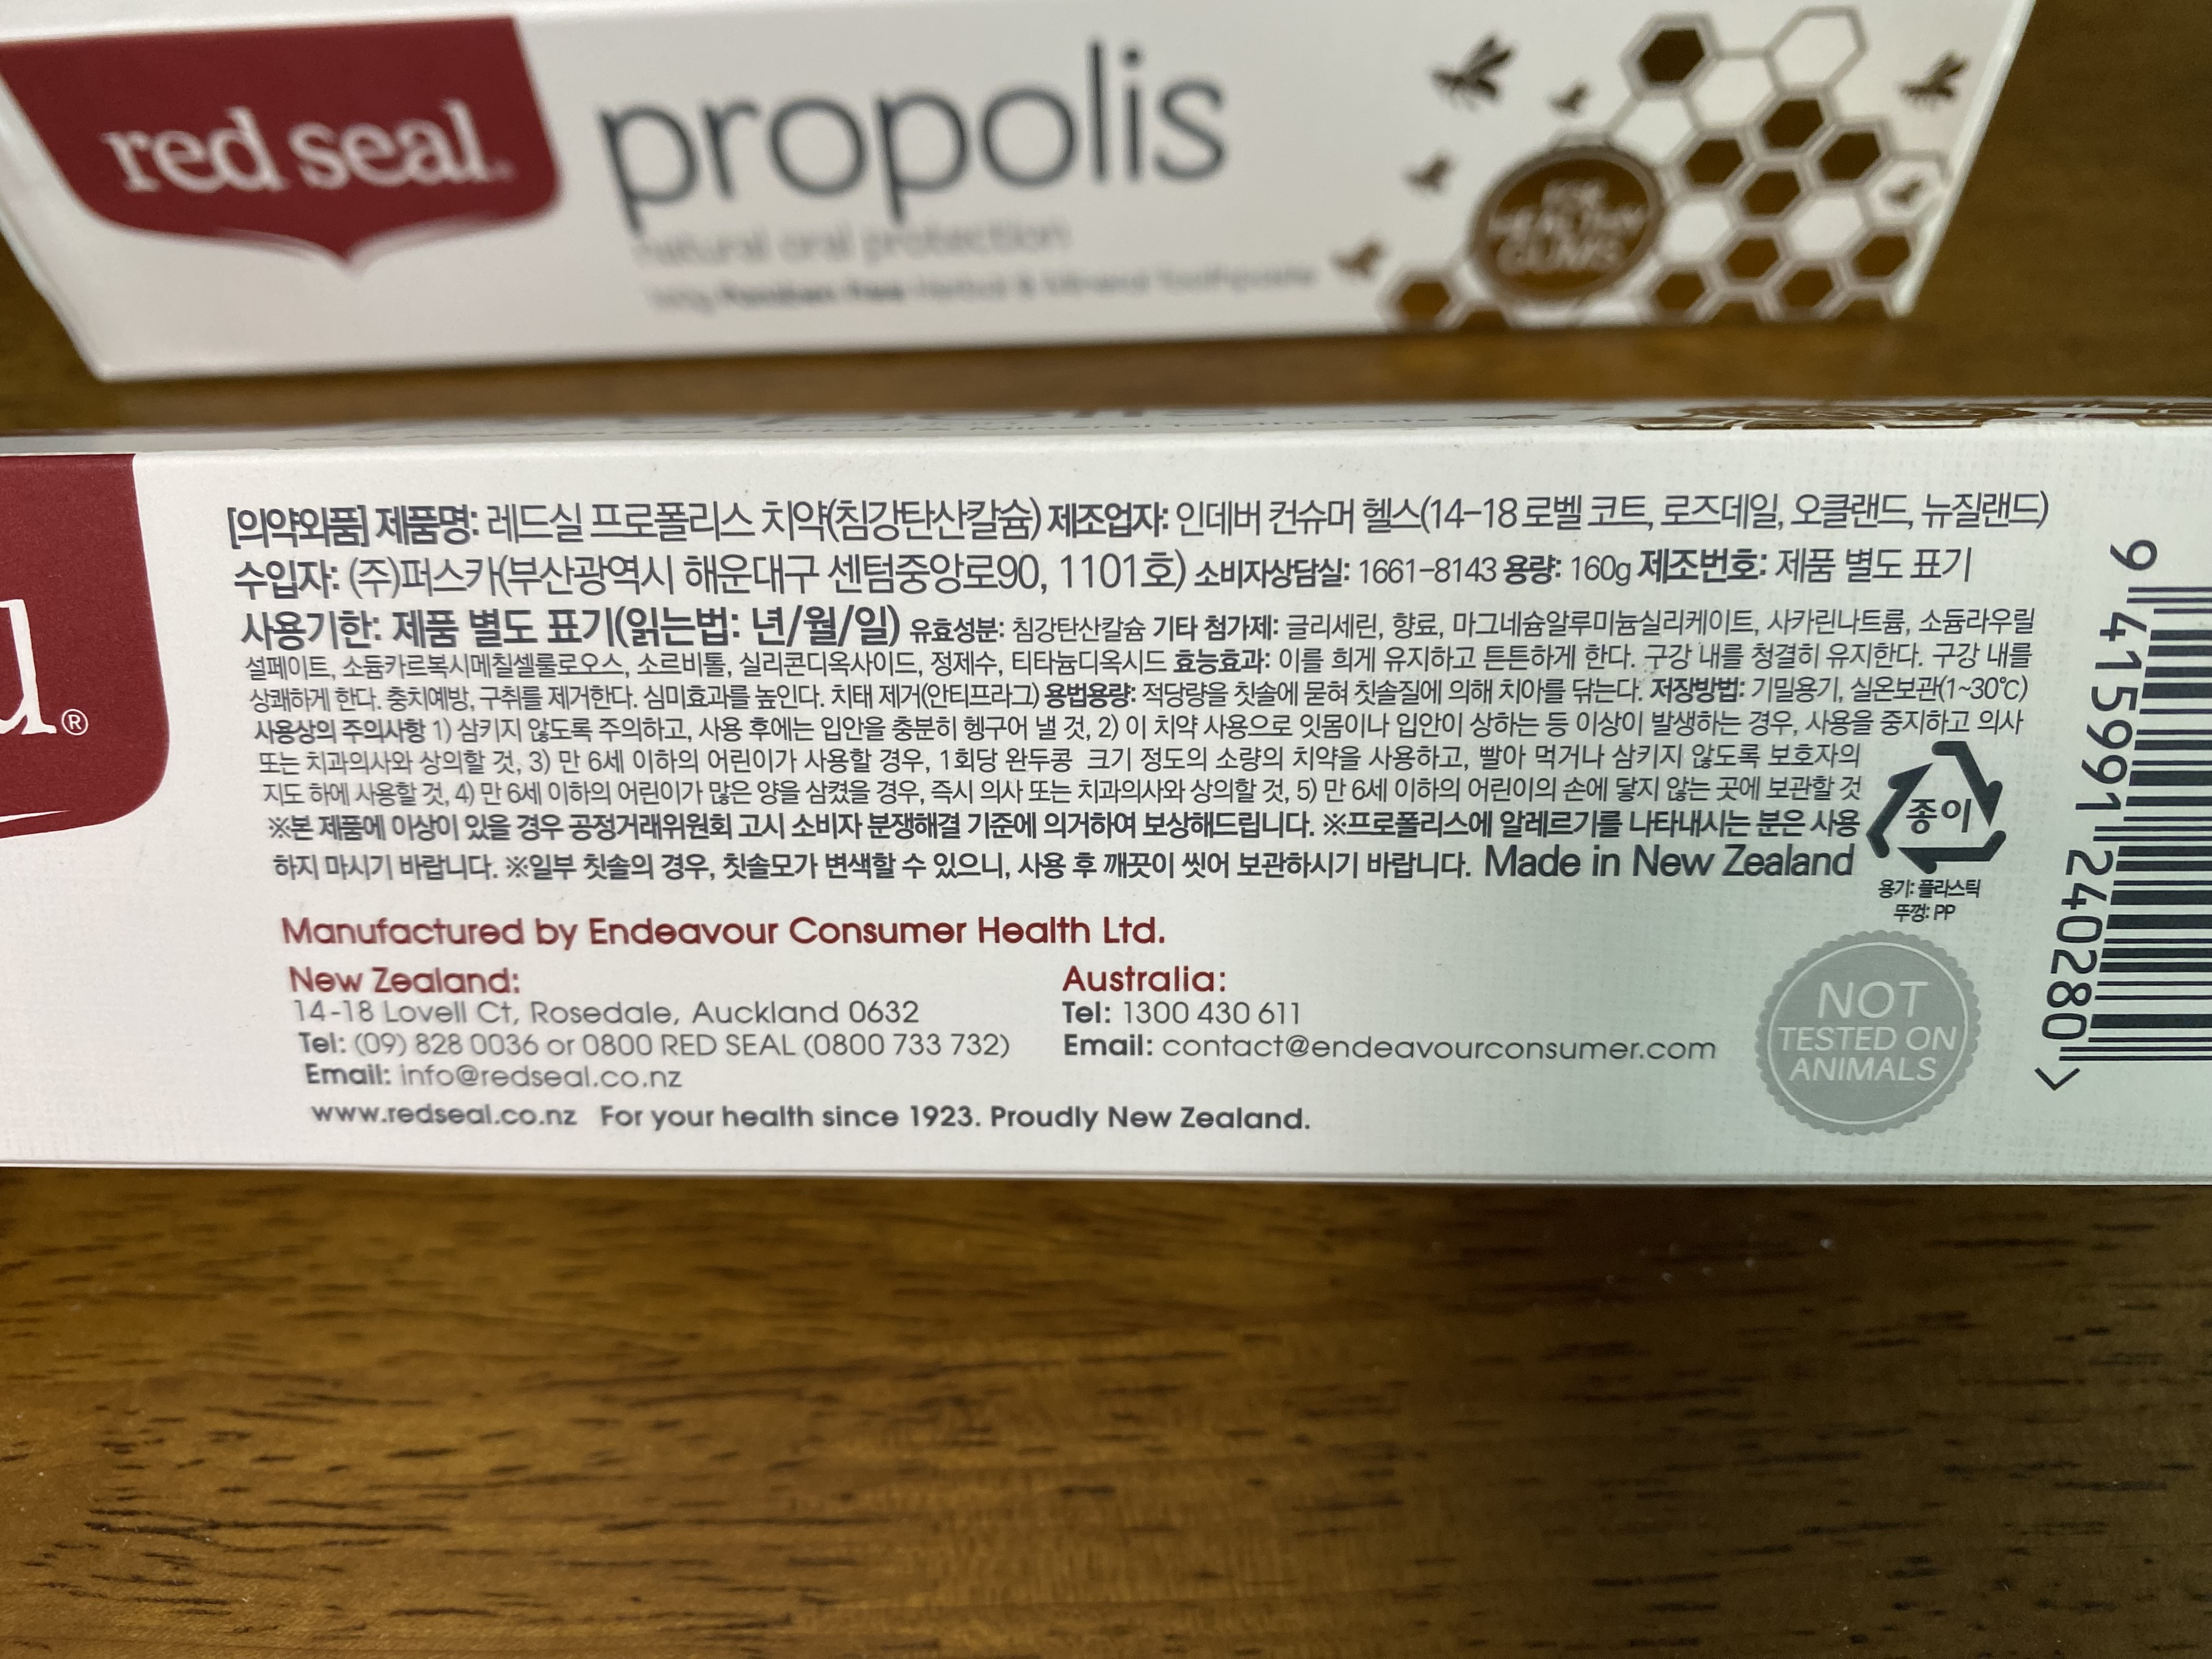 red seal
propolis
natural oral protection
160g Paraben Free Herbal & Mineral Toothpaste
FOR
HEALTHY
GUMS
[의약외품] 제품명: 레드실 프로폴리스 치약(침강탄산칼슘) 제조업자: 인데버 컨슈머 헬스(14-18 로벨 코트, 로즈데일, 오클랜드, 뉴질랜드)
수입자: (주)퍼스카(부산광역시 해운대구 센텀중앙로90, 1101호) 소비자상담실: 1661-8143 용량: 160g 제조번호: 제품 별도 표기
사용기한: 제품 별도 표기(읽는법: 년/월/일) 유효성분: 침강탄산칼슘 기타 첨가제: 글리세린, 향료, 마그네슘알루미늄실리케이트, 사카린나트륨, 소듐라우릴
설페이트, 소듐카르복시메칠셀룰로오스, 소르비톨, 실리콘디옥사이드, 정제수, 티타늄디옥시드 효능효과: 이를 희게 유지하고 튼튼하게 한다. 구강 내를 청결히 유지한다. 구강 내를
상쾌하게 한다. 충치예방, 구취를 제거한다. 심미효과를 높인다. 치태 제거(안티프라그) 용법용량: 적당량을 칫솔에 묻혀 칫솔질에 의해 치아를 닦는다. 저장방법: 기밀용기, 실온보관(1~30℃)
사용상의 주의사항 1) 삼키지 않도록 주의하고, 사용 후에는 입안을 충분히 헹구어 낼 것, 2) 이 치약 사용으로 잇몸이나 입안이 상하는 등 이상이 발생하는 경우, 사용을 중지하고 의사
또는 치과의사와 상의할 것, 3) 만 6세 이하의 어린이가 사용할 경우, 1회당 완두콩 크기 정도의 소량의 치약을 사용하고, 빨아 먹거나 삼키지 않도록 보호자의
지도 하에 사용할 것, 4) 만 6세 이하의 어린이가 많은 양을 삼켰을 경우, 즉시 의사 또는 치과의사와 상의할 것, 5) 만 6세 이하의 어린이의 손에 닿지 않는 곳에 보관할 것
※본 제품에 이상이 있을 경우 공정거래위원회 고시 소비자 분쟁해결 기준에 의거하여 보상해드립니다. ※프로폴리스에 알레르기를 나타내시는 분은 사용
하지 마시기 바랍니다. ※일부 칫솔의 경우, 칫솔모가 변색할 수 있으니, 사용 후 깨끗이 씻어 보관하시기 바랍니다. Made in New Zealand
종이
용기: 플라스틱
뚜껑: PP
Manufactured by Endeavour Consumer Health Ltd.
New Zealand:
14-18 Lovell Ct, Rosedale, Auckland 0632
Tel: (09) 828 0036 or 0800 RED SEAL (0800 733 732)
Email: info@redseal.co.nz
Australia:
Tel: 1300 430 611
Email: contact@endeavourconsumer.com
www.redseal.co.nz For your health since 1923. Proudly New Zealand.
NOT
TESTED ON
ANIMALS
9 415991 240280 >